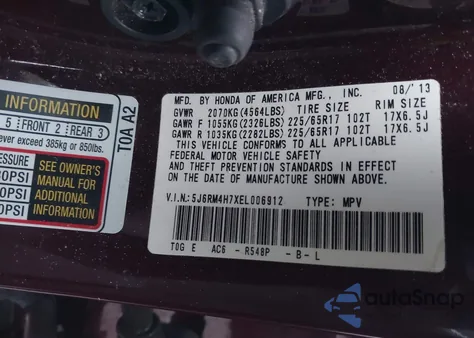 INFORMATION
5 FRONT 2 REAR 3
never exceed 385kg or 850lbs.
TOA A2
PRESSURE
0PSI
0PSI
SEE OWNER'S
MANUAL FOR
ADDITIONAL
INFORMATION
MFD. BY HONDA OF AMERICA MFG., INC. 08/'13
GVWR 2070KG(4564LBS) TIRE SIZE RIM SIZE
GAWR F 1055KG(2326LBS) 225/65R17 102T 17X6.5J
GAWR R 1035KG(2282LBS) 225/65R17 102T 17X6.5J
THIS VEHICLE CONFORMS TO ALL APPLICABLE
FEDERAL MOTOR VEHICLE SAFETY
AND THEFT PREVENTION STANDARDS IN EFFECT
ON THE DATE OF MANUFACTURE SHOWN ABOVE.
V.I.N:5J6RM4H7XEL006912 TYPE: MPV
T0G E AC6 - R548P - B - L
autoSnap